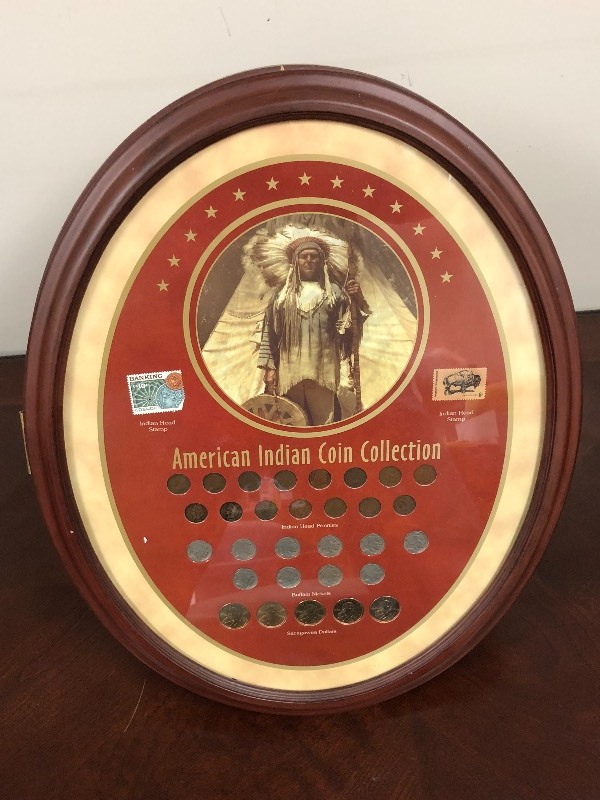 BANKING
Indian Head
Stamp
Indian Head
Stamp
American Indian Coin Collection
Indian Head Pennies
Buffalo Nickels
Sacagawea Dollars